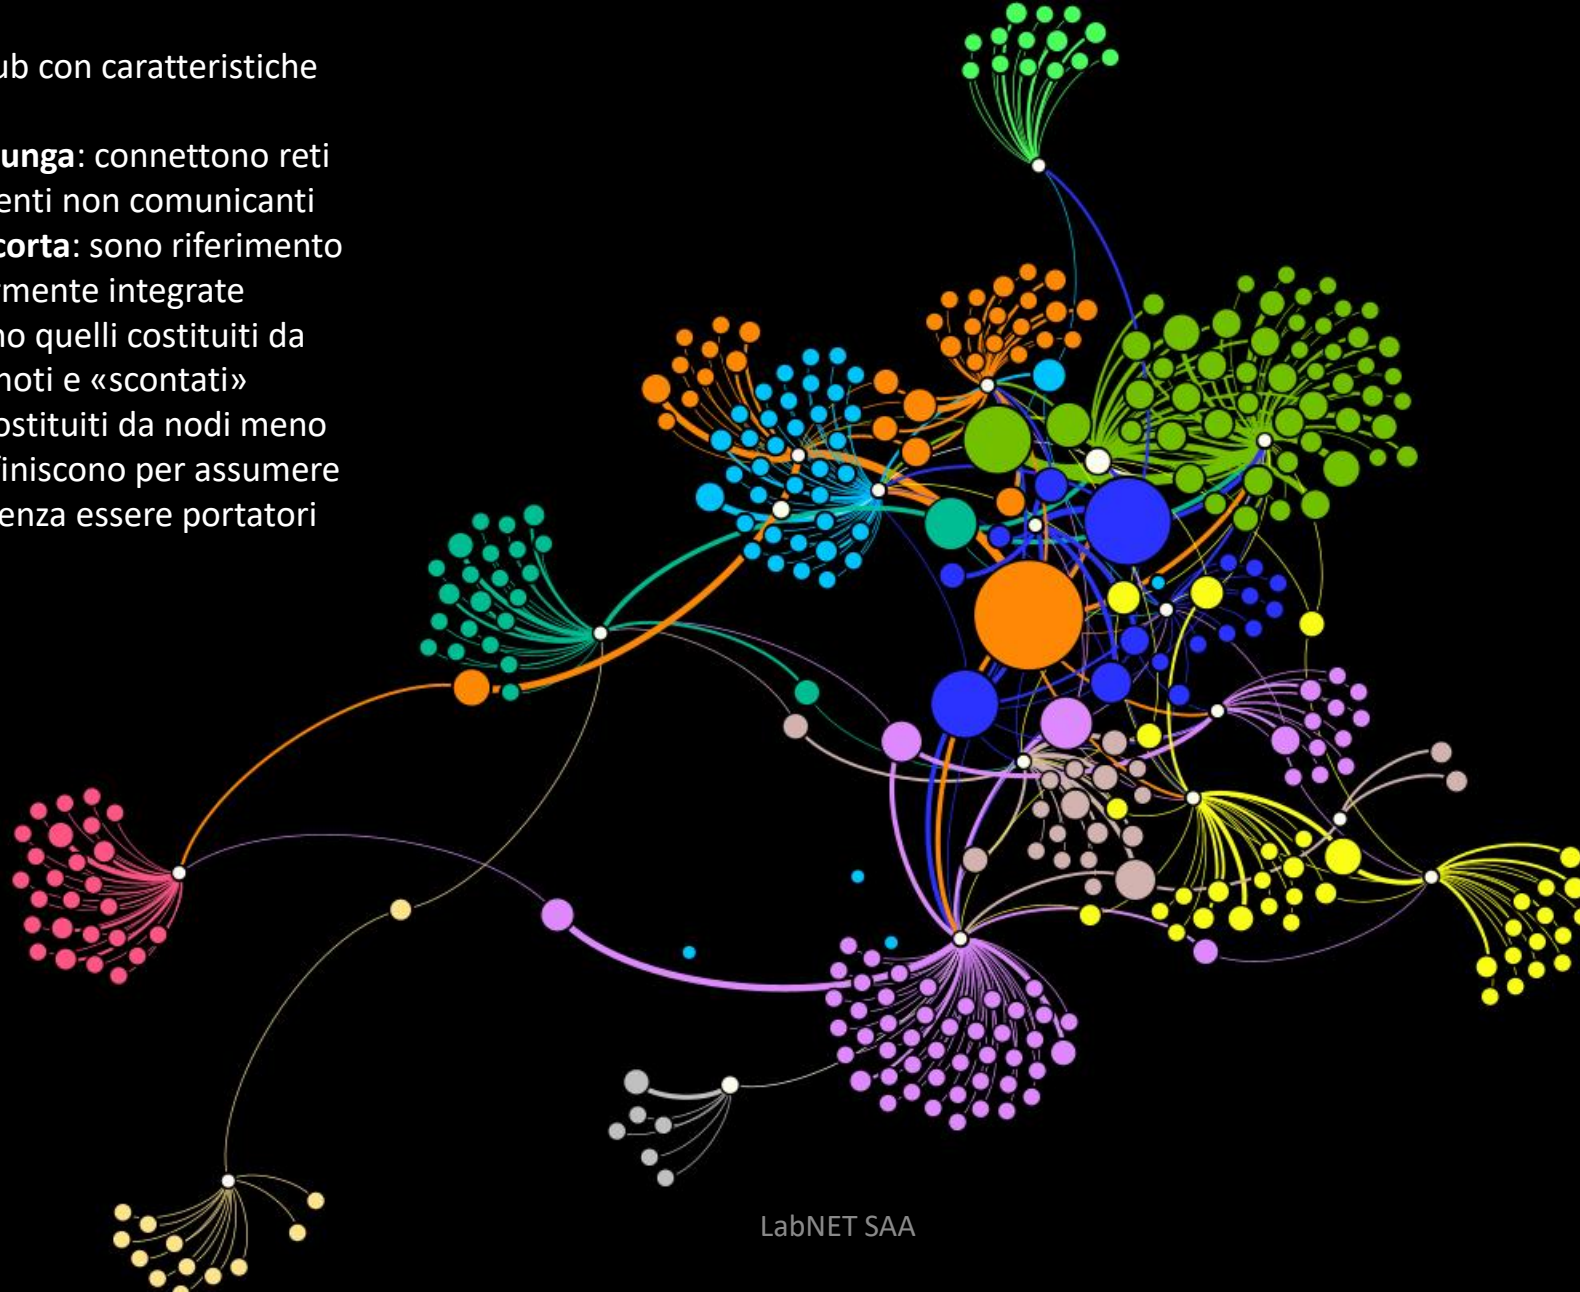 ub con caratteristiche
unga: connettono reti
enti non comunicanti
corta: sono riferimento
rmente integrate
no quelli costituiti da
noti e «scontati»
ostituiti da nodi meno
finiscono per assumere
enza essere portatori
LabNET SAA